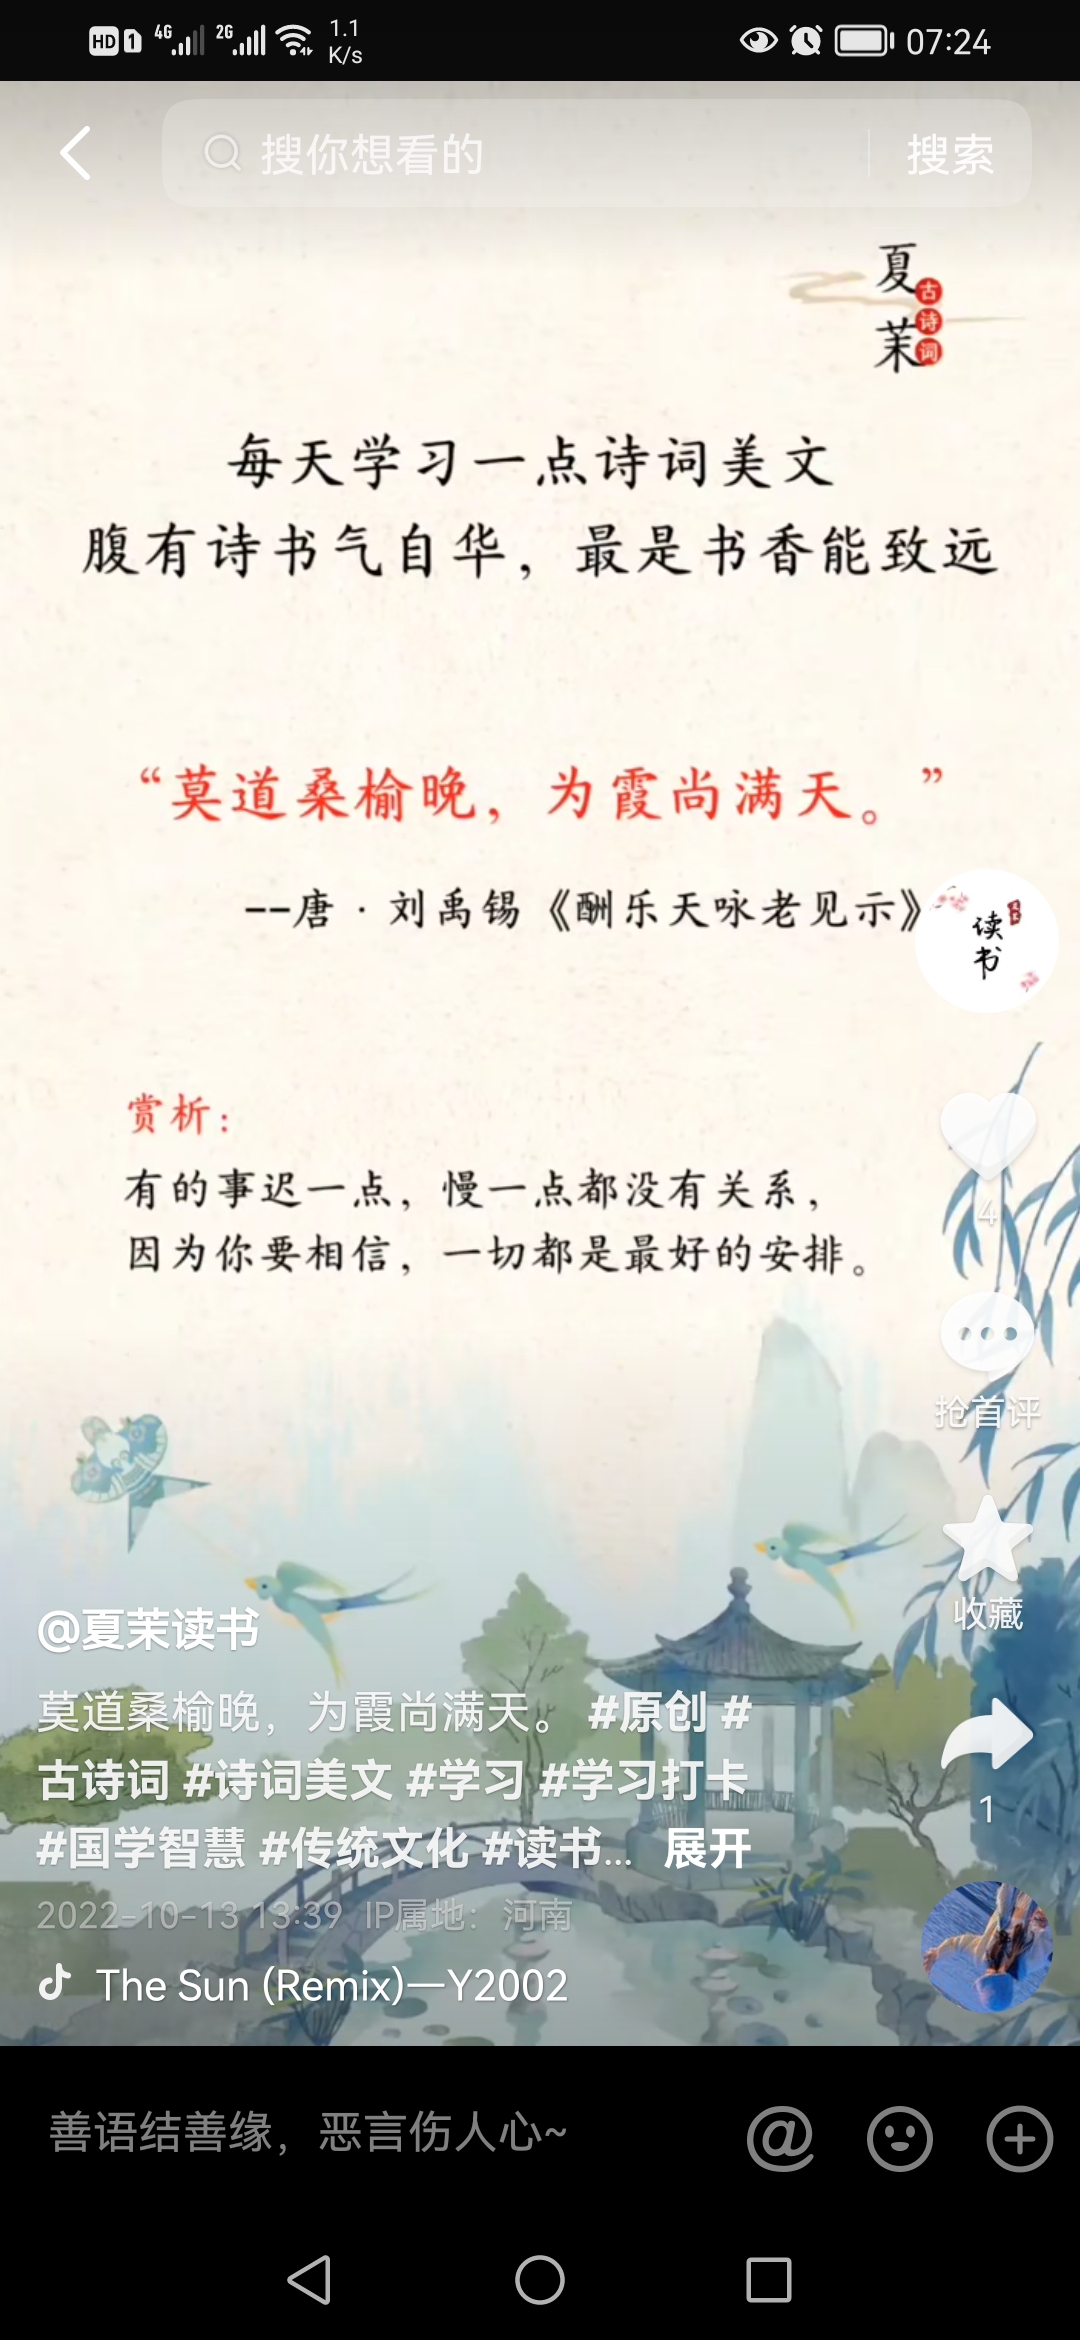 HD 1 4G 2G 1.1 K/s 07:24
搜你想看的 搜索
夏茉
古诗词
每天学习一点诗词美文
腹有诗书气自华，最是书香能致远
“莫道桑榆晚，为霞尚满天。”
--唐·刘禹锡《酬乐天咏老见示》
读书
赏析：
有的事迟一点，慢一点都没有关系，
因为你要相信，一切都是最好的安排。
4
抢首评
收藏
1
@夏茉读书
莫道桑榆晚，为霞尚满天。#原创 #
古诗词 #诗词美文 #学习 #学习打卡
#国学智慧 #传统文化 #读书... 展开
2022-10-13 13:39 IP属地：河南
The Sun (Remix)—Y2002
善语结善缘，恶言伤人心~